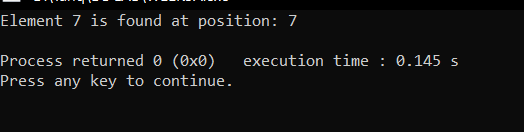 Element 7 is found at position: 7
Process returned 0 (0x0)   execution time : 0.145 s
Press any key to continue.